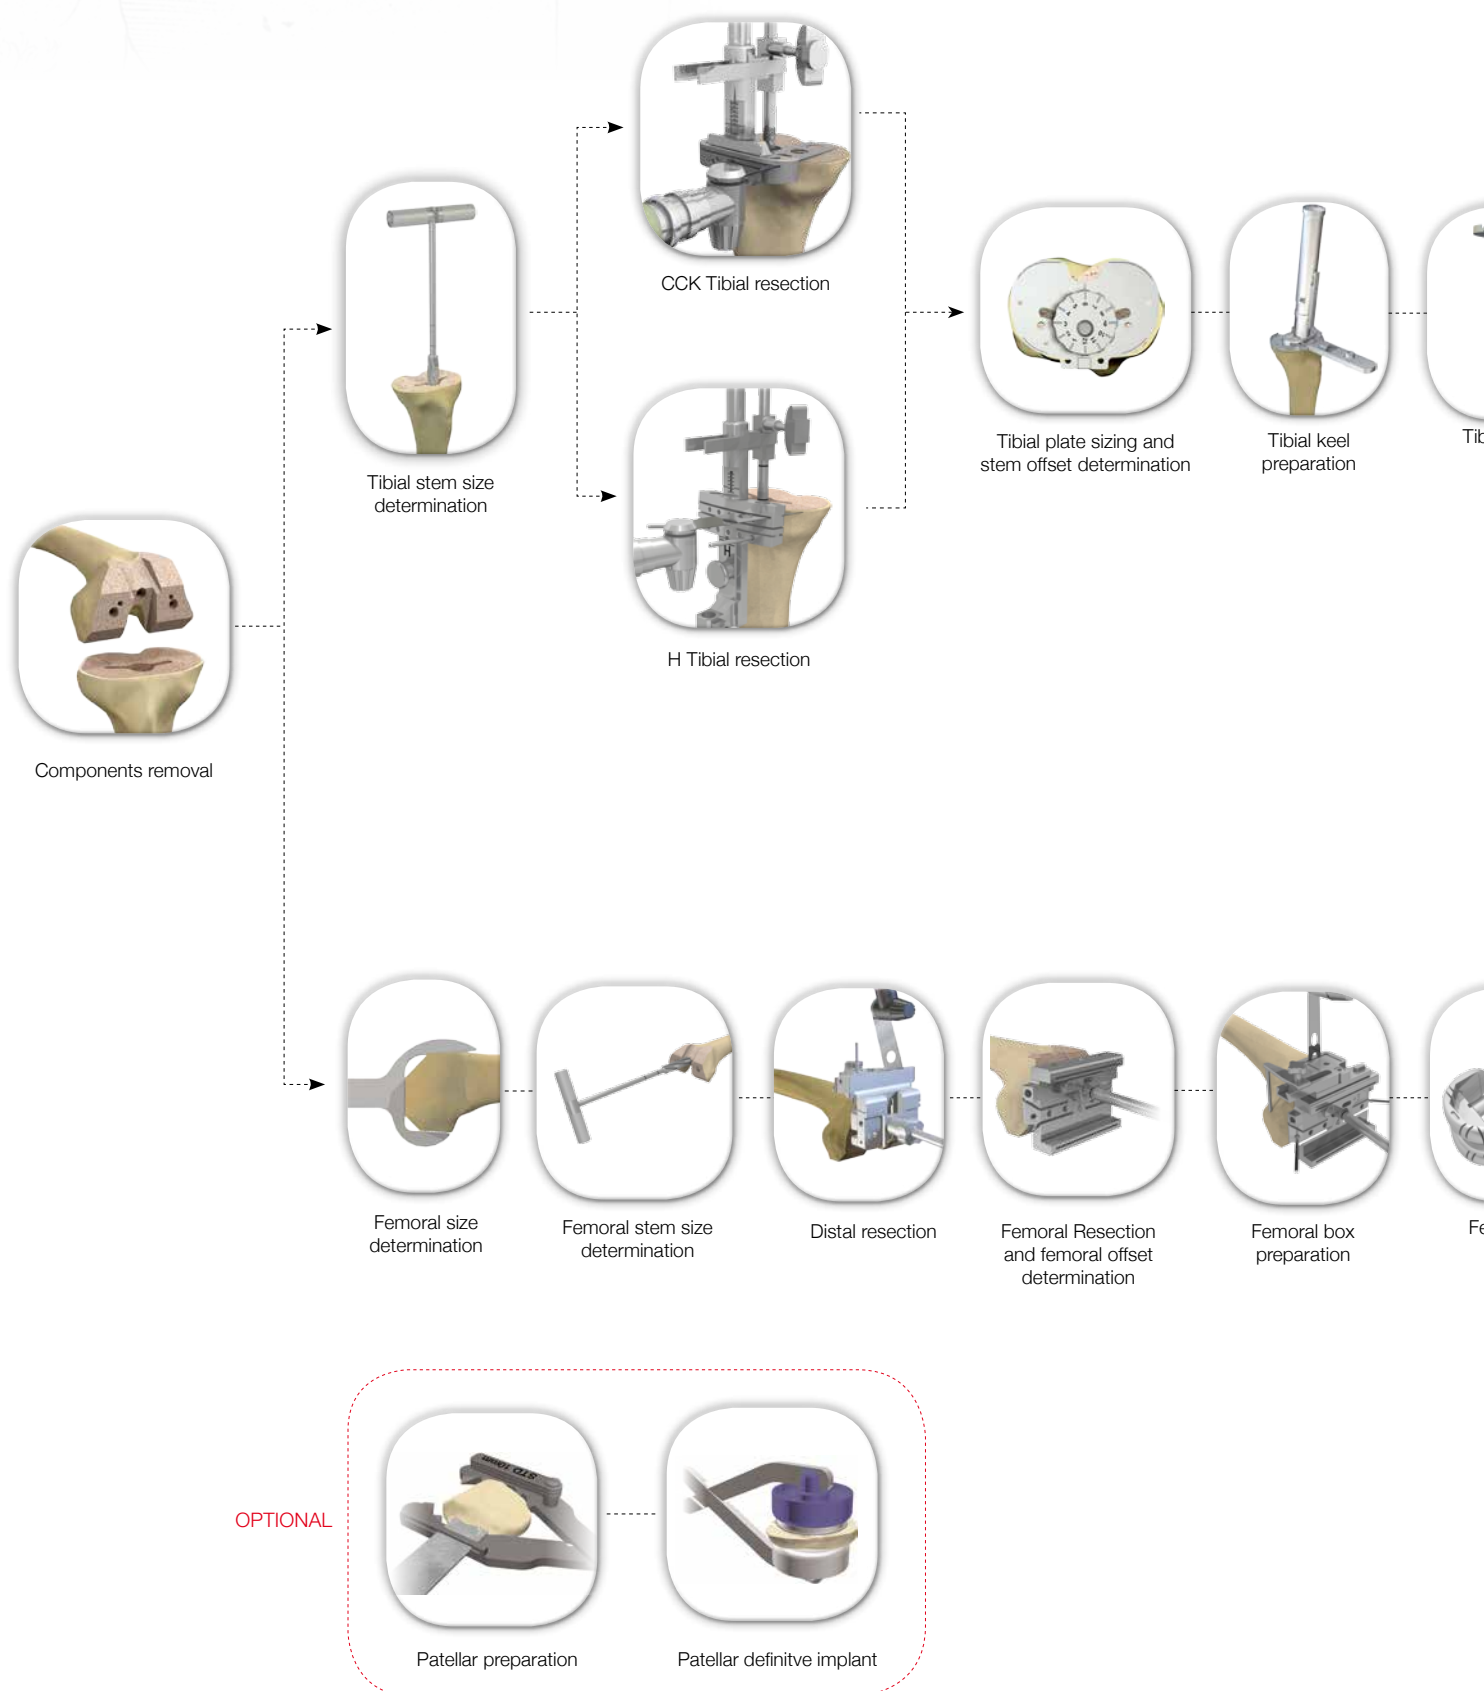 CCK Tibial resection
Tibial plate sizing and
stem offset determination
Tibial keel
preparation
Tibial stem size
determination
H Tibial resection
Components removal
Femoral size
determination
Femoral stem size
determination
Distal resection
Femoral Resection
and femoral offset
determination
Femoral box
preparation
STD 10mm
OPTIONAL
Patellar preparation
Patellar definitve implant